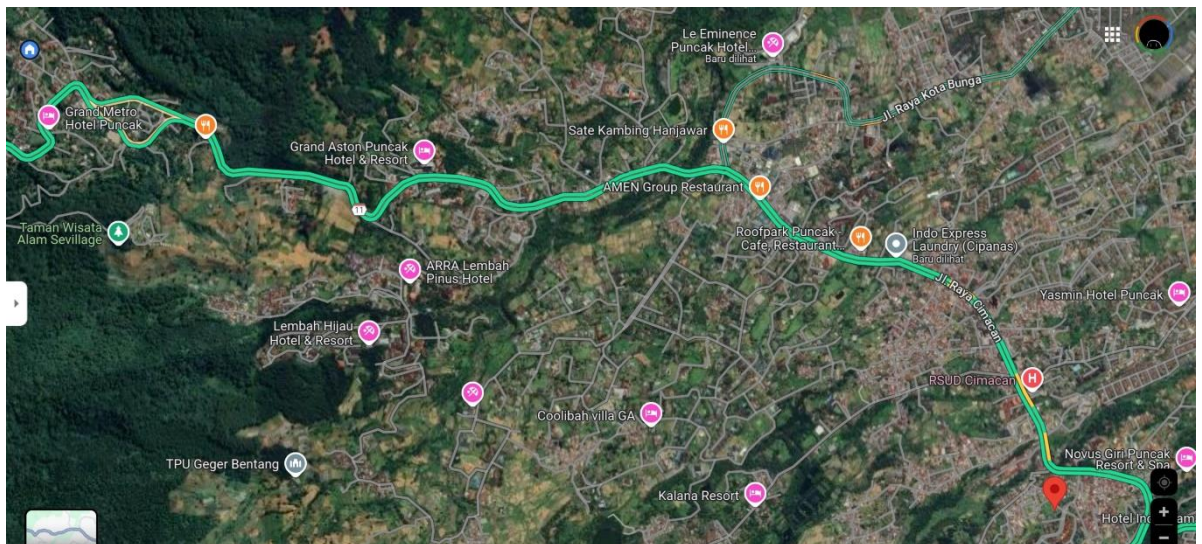 Le Eminence
Puncak Hotel...
Baru dilihat
Jl. Raya Kota Bunga
Grand Metro
Hotel Puncak
Sate Kambing Hanjawar
Grand Aston Puncak
Hotel & Resort
11
AMEN Group Restaurant
Taman Wisata
Alam Sevillage
Roofpark Puncak -
Cafe, Restaurant...
Indo Express
Laundry (Cipanas)
Baru dilihat
ARRA Lembah
Pinus Hotel
Jl. Raya Cimacan
Yasmin Hotel Puncak
Lembah Hijau
Hotel & Resort
RSUD Cimacan
H
Coolibah villa GA
TPU Geger Bentang
Novus Giri Puncak
Resort & Spa
Kalana Resort